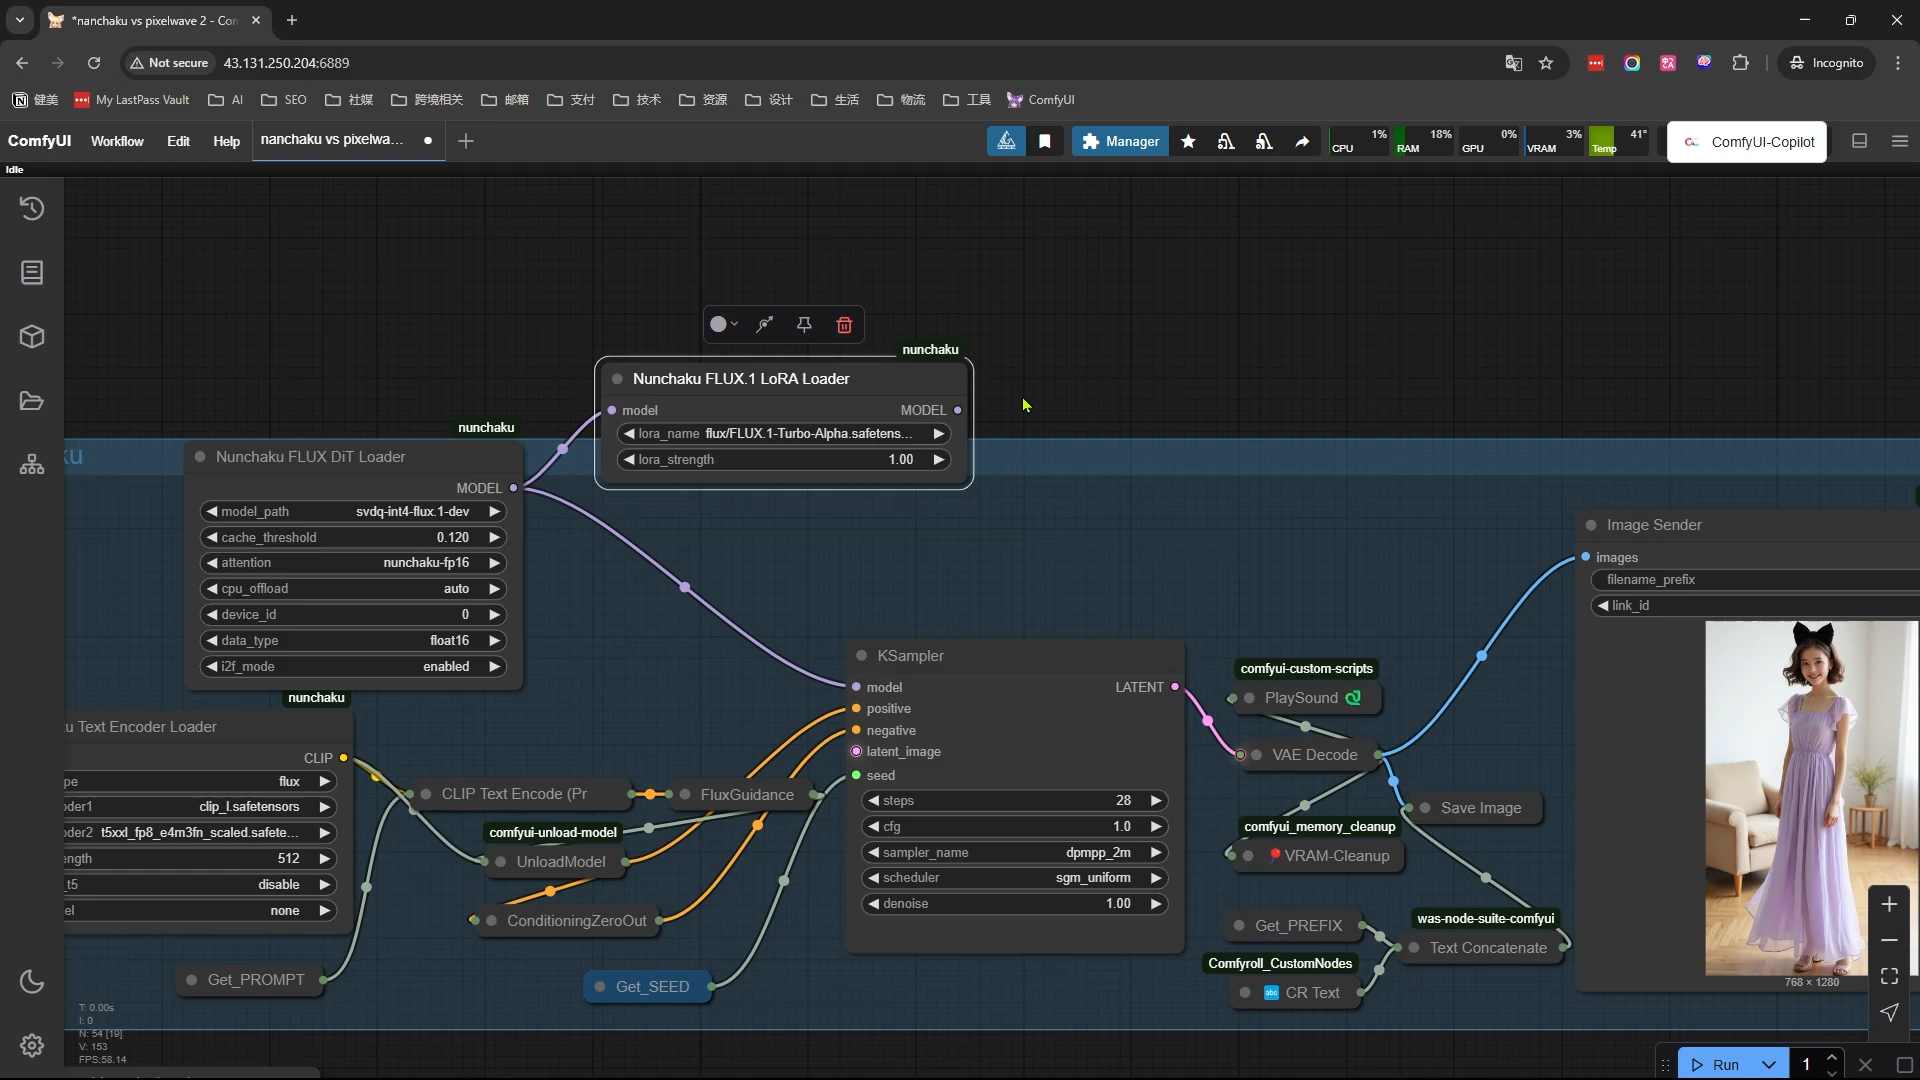 *nanchaku vs pixelwave 2 - Con
Not secure
43.131.250.204:6889
Incognito
健美
My LastPass Vault
AI
SEO
社媒
跨境相关
邮箱
支付
技术
资源
设计
生活
物流
工具
ComfyUI
ComfyUI
Workflow
Edit
Help
nanchaku vs pixelwa...
Manager
CPU 1%
RAM 18%
GPU 0%
VRAM 3%
Temp 41°
ComfyUI-Copilot
Idle
nunchaku
Nunchaku FLUX.1 LoRA Loader
model
MODEL
lora_name flux/FLUX.1-Turbo-Alpha.safetens...
lora_strength 1.00
nunchaku
ku
Nunchaku FLUX DiT Loader
MODEL
model_path svdq-int4-flux.1-dev
cache_threshold 0.120
attention nunchaku-fp16
cpu_offload auto
device_id 0
data_type float16
i2f_mode enabled
nunchaku
u Text Encoder Loader
CLIP
pe flux
oder1 clip_l.safetensors
oder2 t5xxl_fp8_e4m3fn_scaled.safete...
ength 512
t5 disable
el none
CLIP Text Encode (Pr
FluxGuidance
comfyui-unload-model
UnloadModel
ConditioningZeroOut
Get_PROMPT
Get_SEED
KSampler
model
LATENT
positive
negative
latent_image
seed
steps 28
cfg 1.0
sampler_name dpmpp_2m
scheduler sgm_uniform
denoise 1.00
comfyui-custom-scripts
PlaySound
VAE Decode
Save Image
comfyui_memory_cleanup
VRAM-Cleanup
was-node-suite-comfyui
Get_PREFIX
Text Concatenate
Comfyroll_CustomNodes
abc CR Text
Image Sender
images
filename_prefix
link_id
768 × 1280
T: 0.00s
I: 0
N: 54 [19]
V: 153
FPS:58.14
Run
1